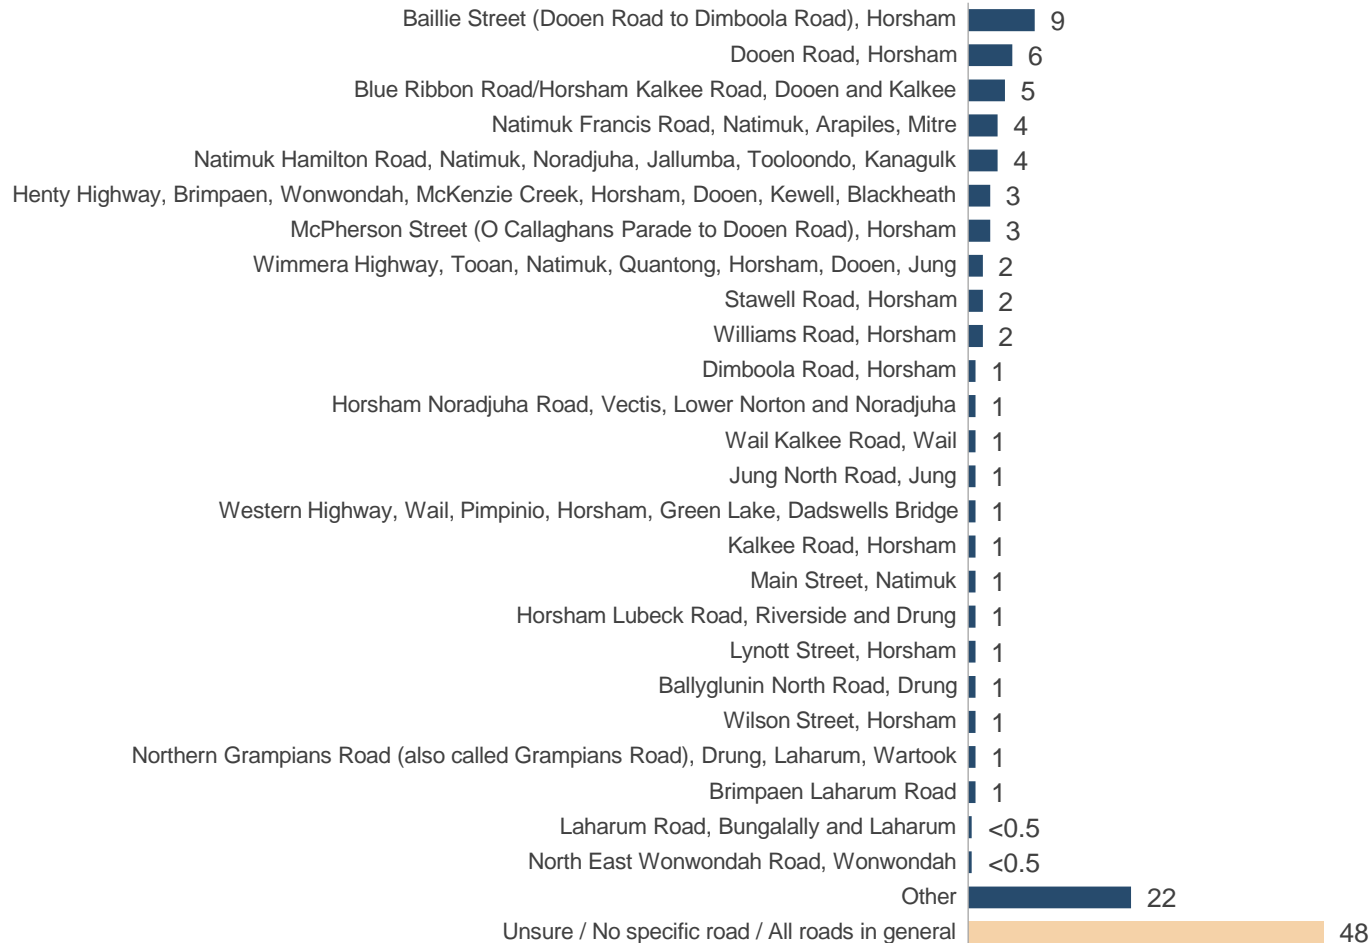 Baillie Street (Dooen Road to Dimboola Road), Horsham 9
Dooen Road, Horsham 6
Blue Ribbon Road/Horsham Kalkee Road, Dooen and Kalkee 5
Natimuk Francis Road, Natimuk, Arapiles, Mitre 4
Natimuk Hamilton Road, Natimuk, Noradjuha, Jallumba, Tooloondo, Kanagulk 4
Henty Highway, Brimpaen, Wonwondah, McKenzie Creek, Horsham, Dooen, Kewell, Blackheath 3
McPherson Street (O Callaghans Parade to Dooen Road), Horsham 3
Wimmera Highway, Tooan, Natimuk, Quantong, Horsham, Dooen, Jung 2
Stawell Road, Horsham 2
Williams Road, Horsham 2
Dimboola Road, Horsham 1
Horsham Noradjuha Road, Vectis, Lower Norton and Noradjuha 1
Wail Kalkee Road, Wail 1
Jung North Road, Jung 1
Western Highway, Wail, Pimpinio, Horsham, Green Lake, Dadswells Bridge 1
Kalkee Road, Horsham 1
Main Street, Natimuk 1
Horsham Lubeck Road, Riverside and Drung 1
Lynott Street, Horsham 1
Ballyglunin North Road, Drung 1
Wilson Street, Horsham 1
Northern Grampians Road (also called Grampians Road), Drung, Laharum, Wartook 1
Brimpaen Laharum Road 1
Laharum Road, Bungalally and Laharum <0.5
North East Wonwondah Road, Wonwondah <0.5
Other 22
Unsure / No specific road / All roads in general 48